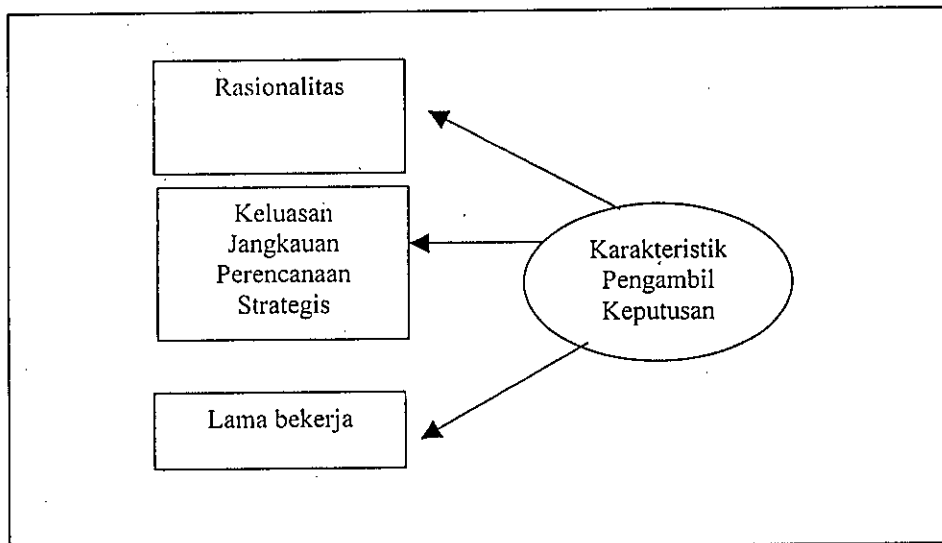 Rasionalitas
Keluasan
Jangkauan
Perencanaan
Strategis
Lama bekerja
Karakteristik
Pengambil
Keputusan